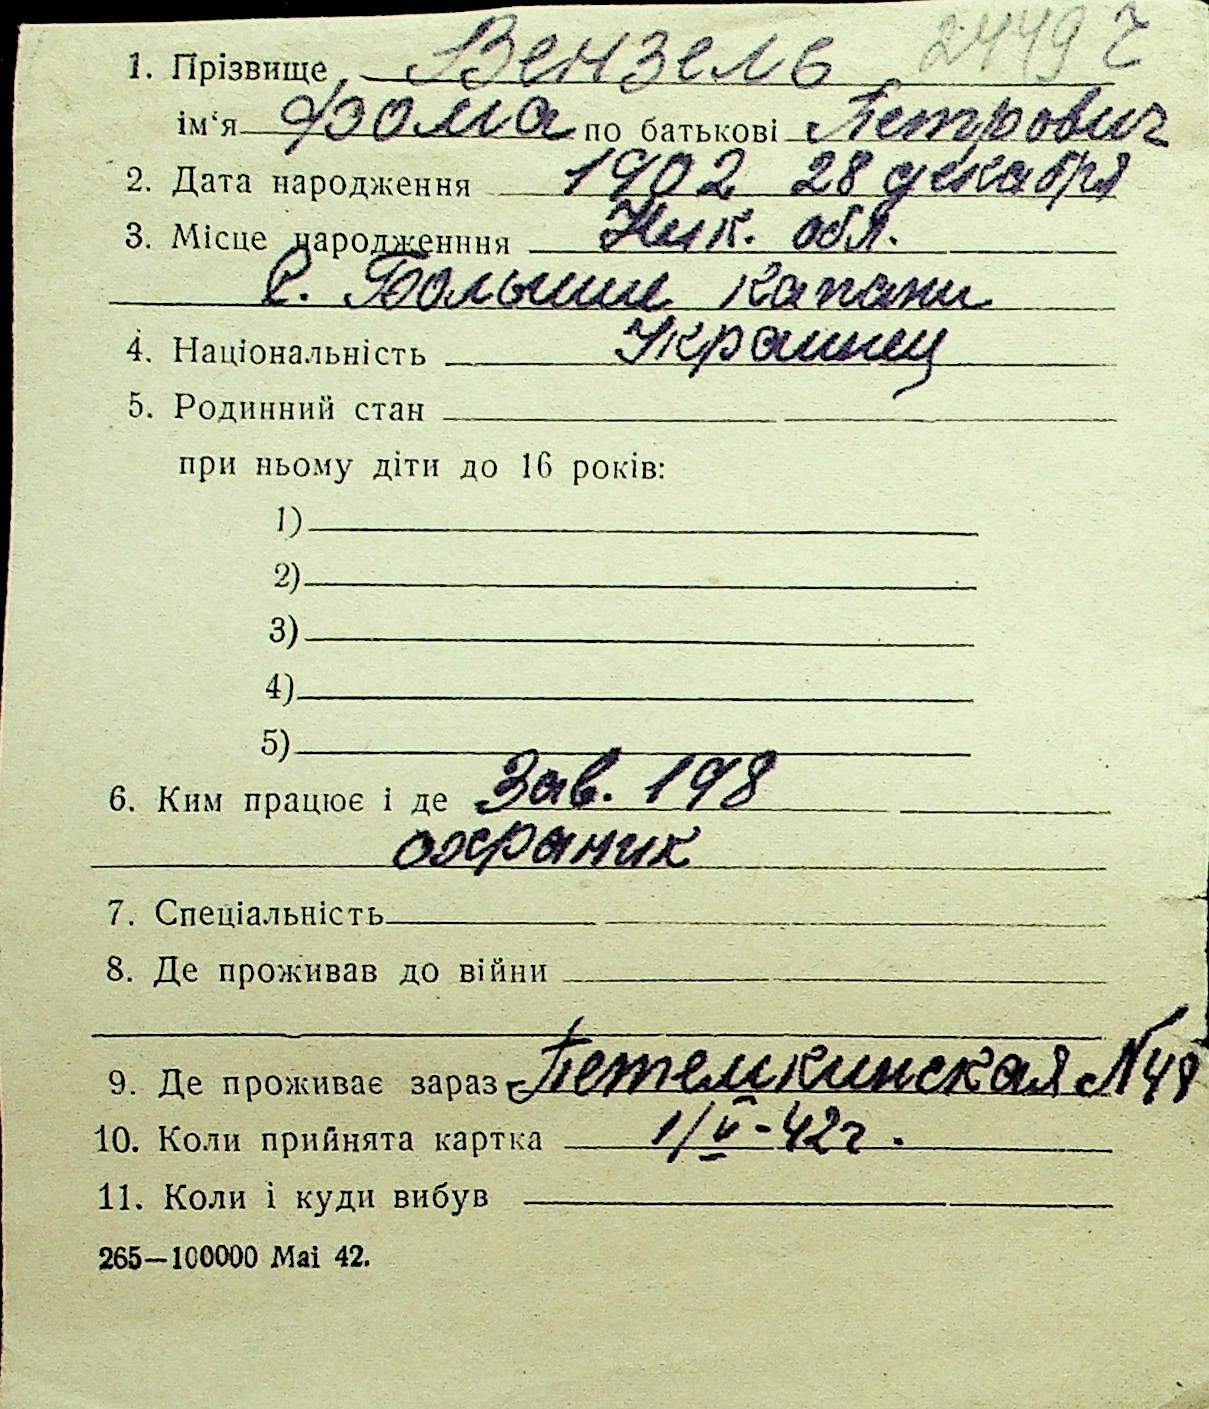 2449 г
1. Прізвище Вензель
ім‘я Фома по батькові Петрович
2. Дата народження 1902 28 декабря
3. Місце народженння Ник. обл.
с. Большие Капани
4. Національність Украинец
5. Родинний стан
при ньому діти до 16 років:
1)
2)
3)
4)
5)
6. Ким працює і де Зав. 198
охраник
7. Спеціальність
8. Де проживав до війни
9. Де проживає зараз Петемкинская №48
10. Коли прийнята картка 1/V-42г.
11. Коли і куди вибув
265—100000 Mai 42.